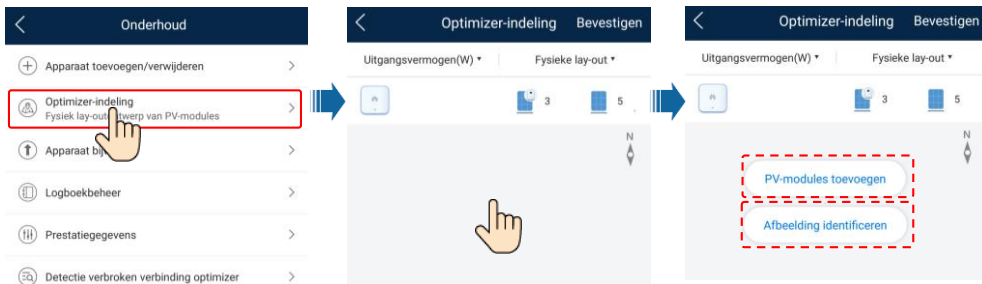 Onderhoud
Apparaat toevoegen/verwijderen
Optimizer-indeling
Fysiek lay-out van PV-modules
Apparaat
Logboekbeheer
Prestatiegegevens
Detectie verbroken verbinding optimizer
Optimizer-indeling Bevestigen
Uitgangsvermogen(W) Fysieke lay-out
3 5
N
Optimizer-indeling Bevestigen
Uitgangsvermogen(W) Fysieke lay-out
3 5
N
PV-modules toevoegen
Afbeelding identificeren